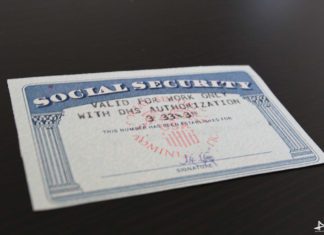 SOCIAL SECURITY
VALID FOR WORK ONLY
WITH DHS AUTHORIZATION
THIS NUMBER HAS BEEN ESTABLISHED FOR
SIGNATURE